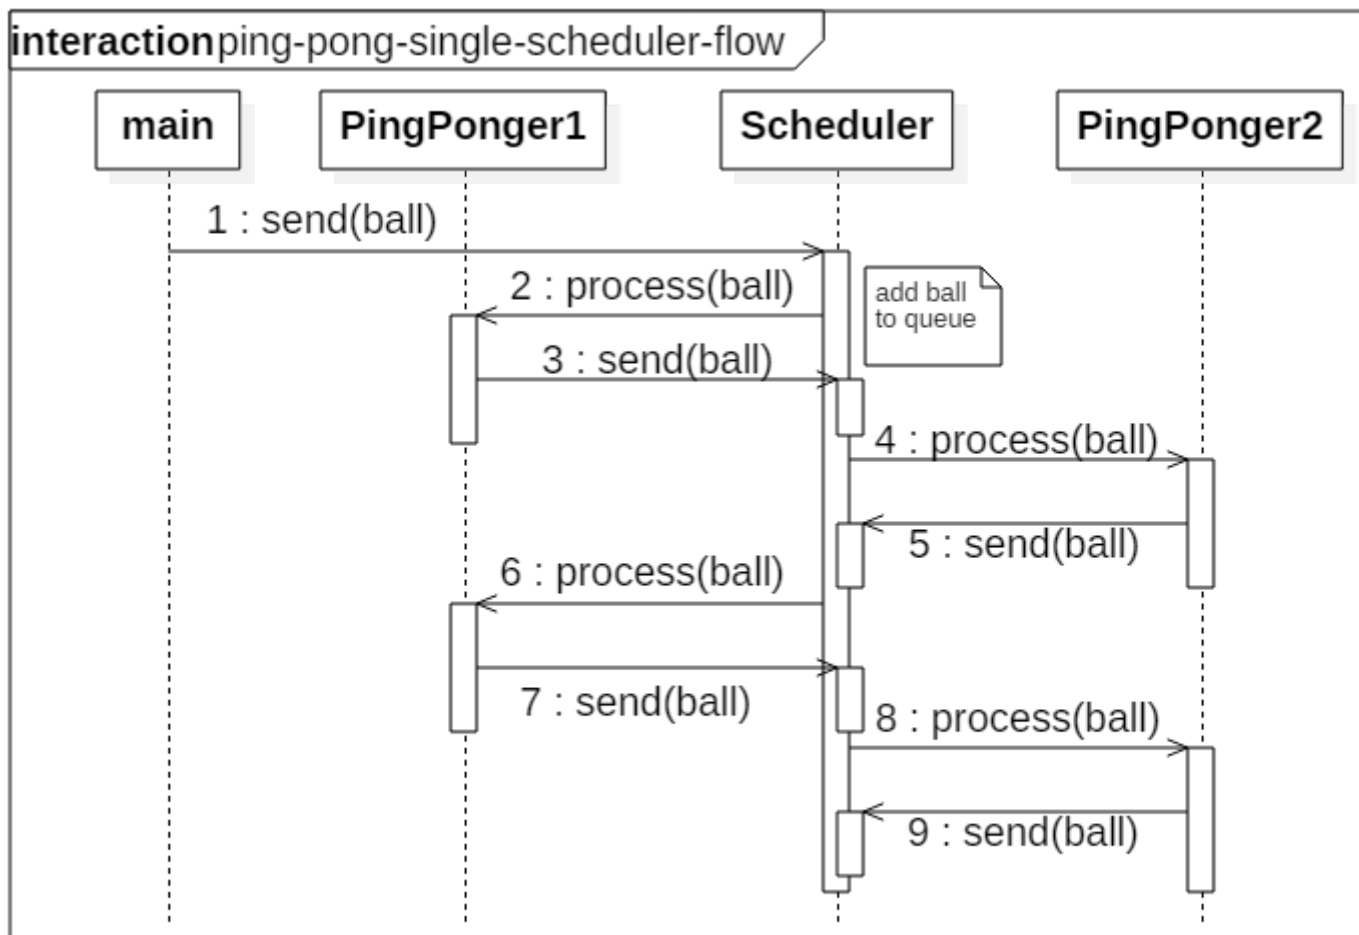 interaction ping-pong-single-scheduler-flow
main
PingPonger1
Scheduler
PingPonger2
1 : send(ball)
2 : process(ball)
add ball
to queue
3 : send(ball)
4 : process(ball)
5 : send(ball)
6 : process(ball)
7 : send(ball)
8 : process(ball)
9 : send(ball)